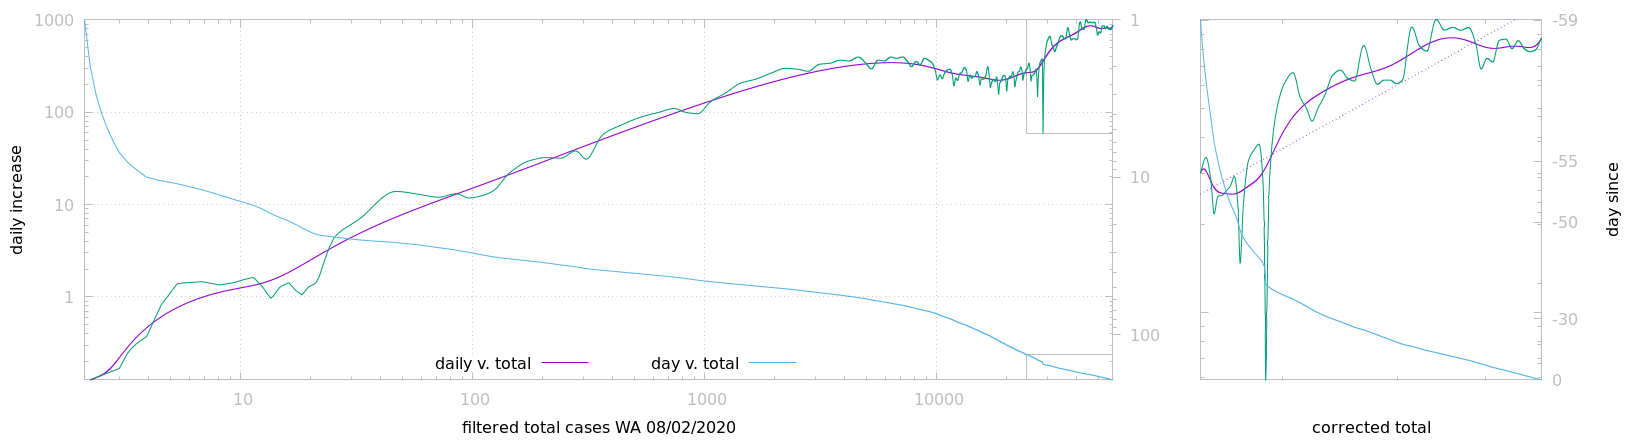 1000
100
10
1
daily increase
10
100
1000
10000
filtered total cases WA 08/02/2020
daily v. total
day v. total
1
10
100
-59
-55
-50
-30
0
day since
corrected total